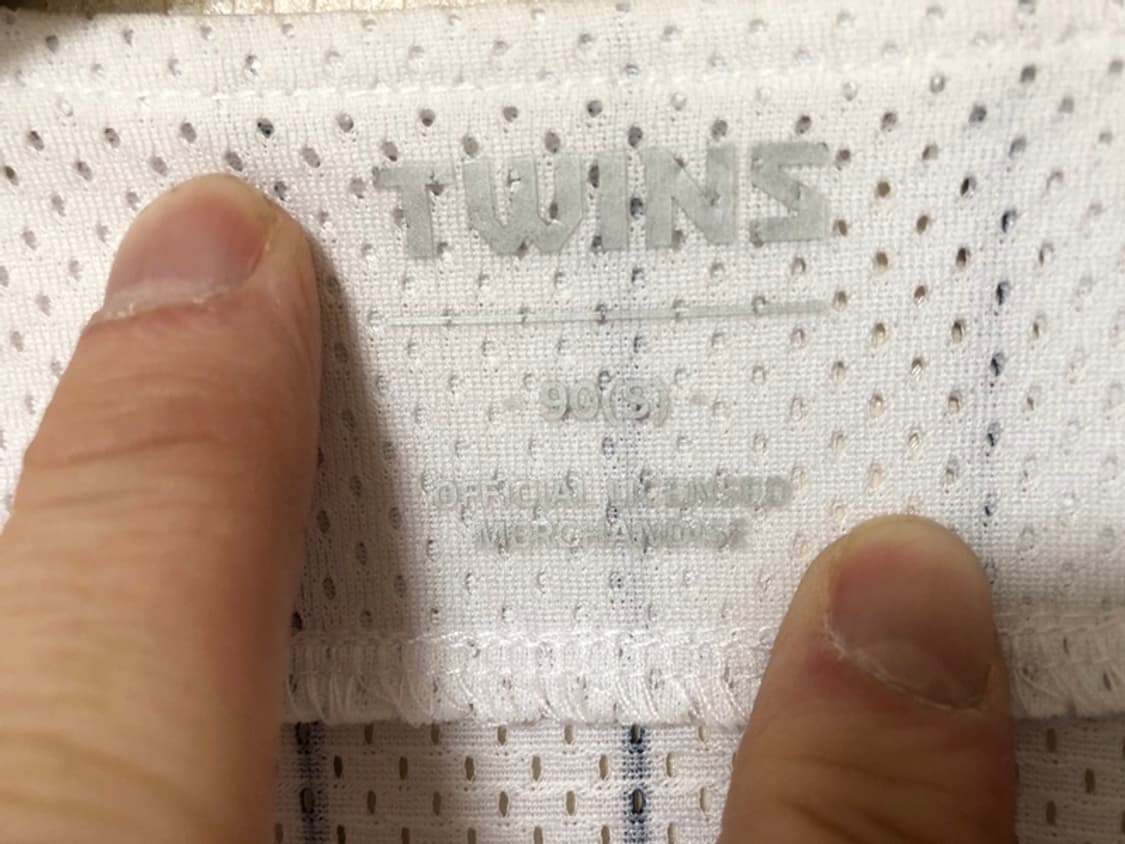 TWINS
90(S)
OFFICIAL LICENSED
MERCHANDISE